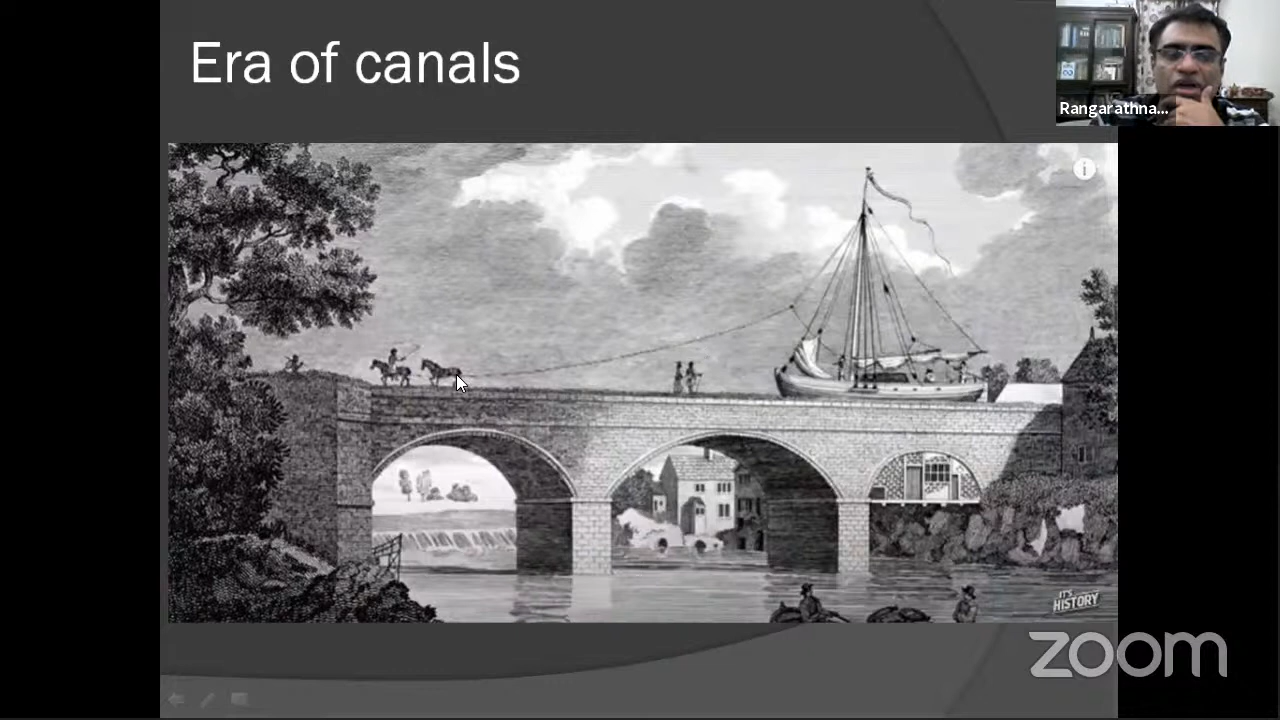 Era of canals
Rangarathna...
i
IT'S
HISTORY
zoom